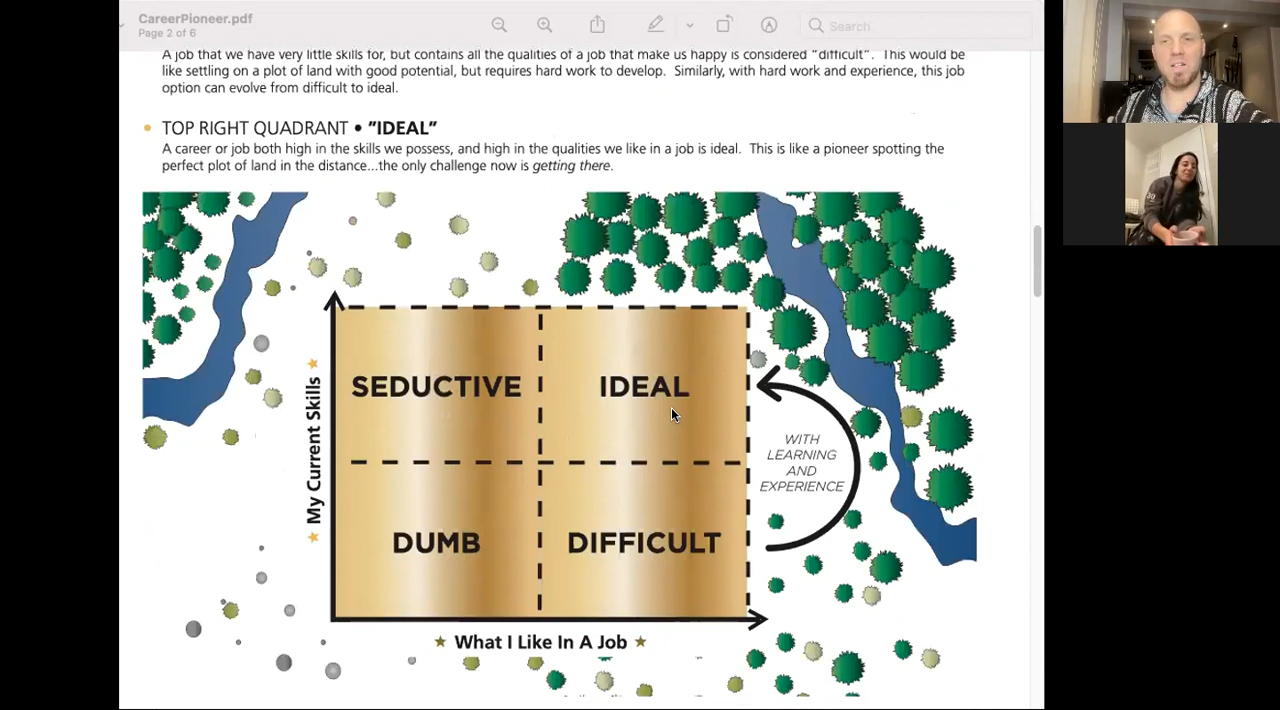 CareerPioneer.pdf
Page 2 of 6
Search
A job that we have very little skills for, but contains all the qualities of a job that make us happy is considered "difficult". This would be
like settling on a plot of land with good potential, but requires hard work to develop. Similarly, with hard work and experience, this job
option can evolve from difficult to ideal.
• TOP RIGHT QUADRANT • "IDEAL"
A career or job both high in the skills we possess, and high in the qualities we like in a job is ideal. This is like a pioneer spotting the
perfect plot of land in the distance...the only challenge now is getting there.
★ My Current Skills ★
SEDUCTIVE
IDEAL
WITH
LEARNING
AND
EXPERIENCE
DUMB
DIFFICULT
★ What I Like In A Job ★